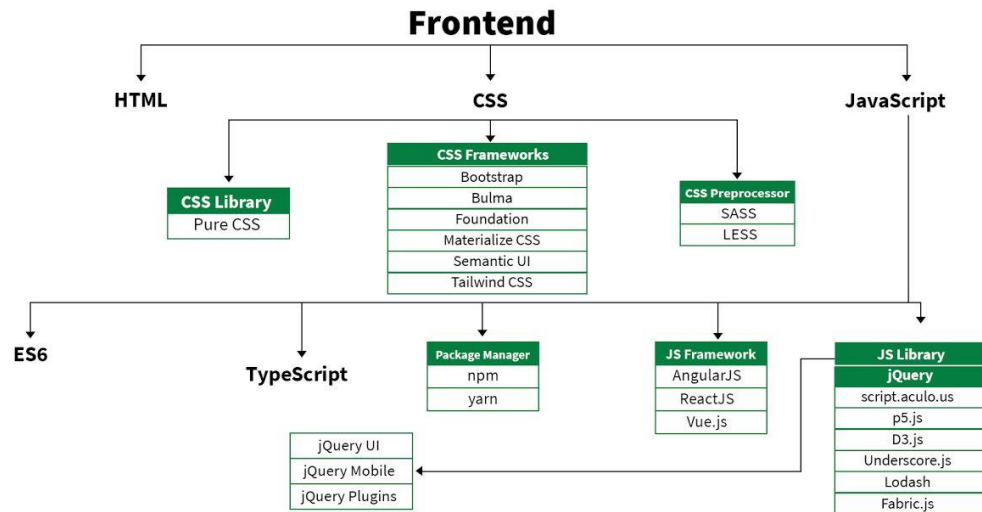 Frontend
HTML
CSS
JavaScript
CSS Library
Pure CSS
CSS Frameworks
Bootstrap
Bulma
Foundation
Materialize CSS
Semantic UI
Tailwind CSS
CSS Preprocessor
SASS
LESS
ES6
TypeScript
Package Manager
npm
yarn
JS Framework
AngularJS
ReactJS
Vue.js
JS Library
jQuery
script.aculo.us
p5.js
D3.js
Underscore.js
Lodash
Fabric.js
jQuery UI
jQuery Mobile
jQuery Plugins